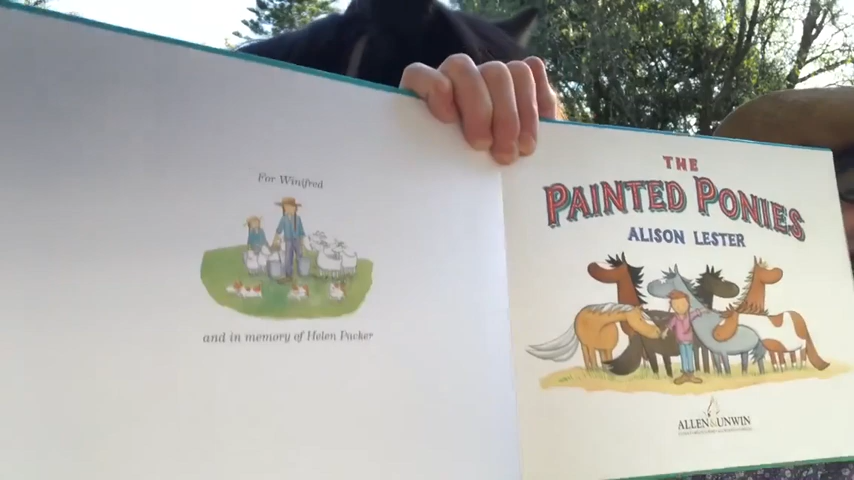 For Winifred
and in memory of Helen Packer
THE
PAINTED PONIES
ALISON LESTER
ALLEN&UNWIN